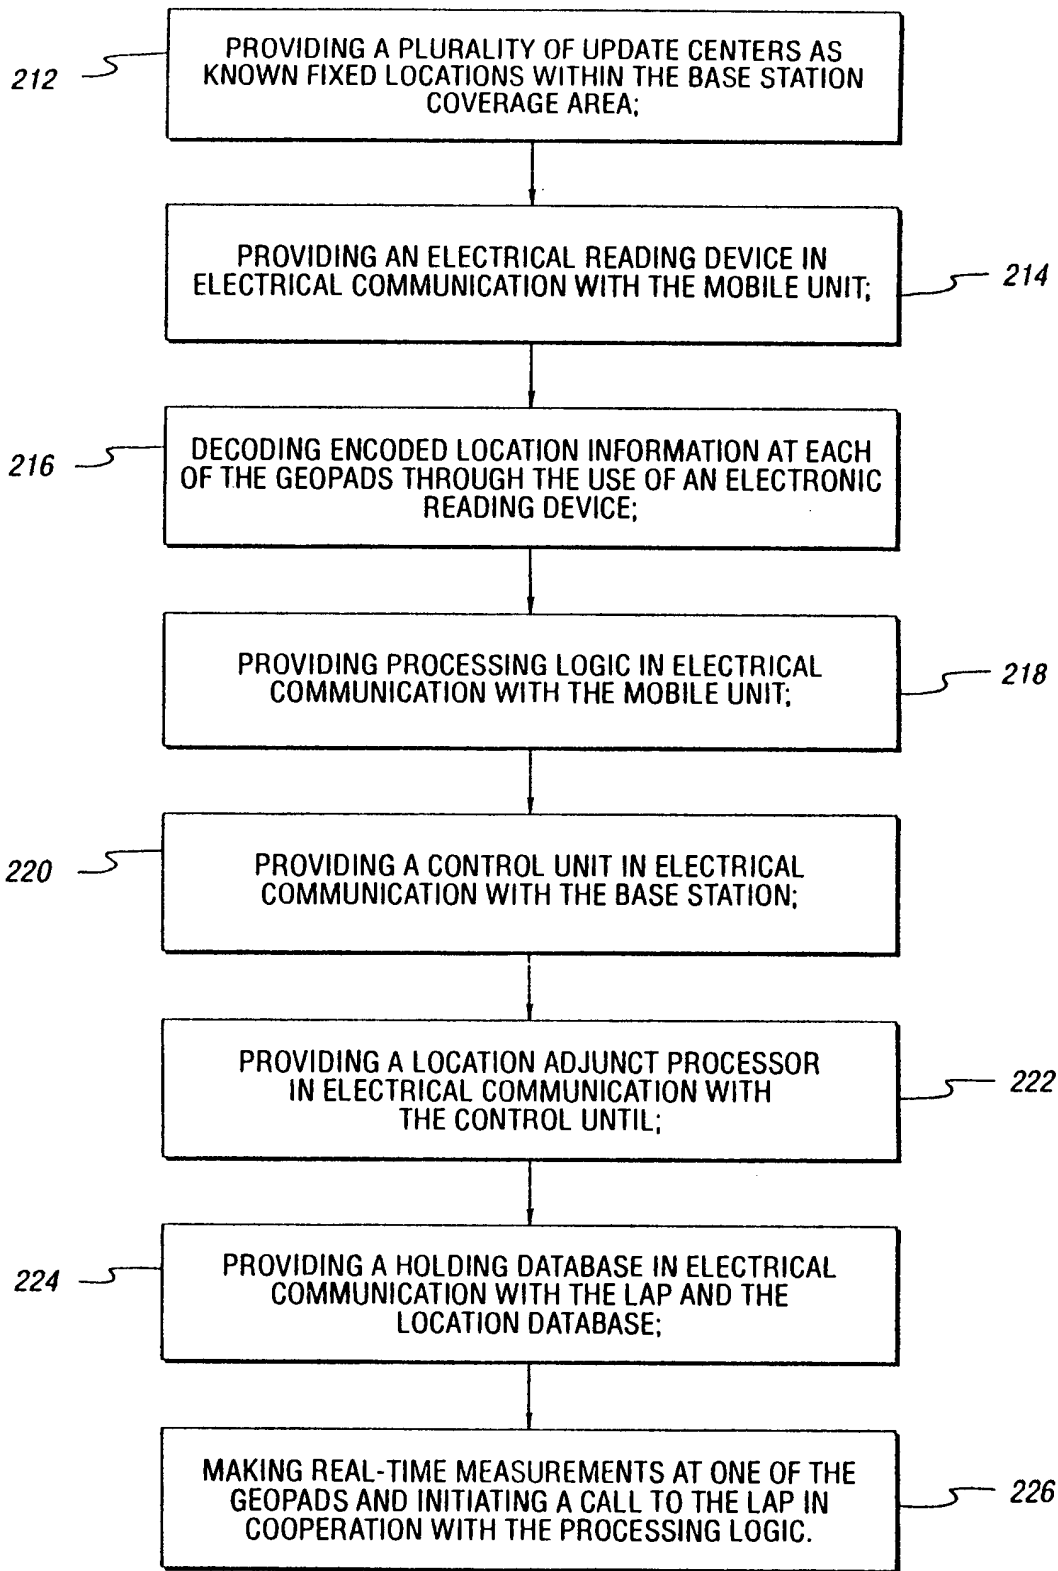 212
PROVIDING A PLURALITY OF UPDATE CENTERS AS
KNOWN FIXED LOCATIONS WITHIN THE BASE STATION
COVERAGE AREA;
PROVIDING AN ELECTRICAL READING DEVICE IN
ELECTRICAL COMMUNICATION WITH THE MOBILE UNIT;
214
216
DECODING ENCODED LOCATION INFORMATION AT EACH
OF THE GEOPADS THROUGH THE USE OF AN ELECTRONIC
READING DEVICE;
PROVIDING PROCESSING LOGIC IN ELECTRICAL
COMMUNICATION WITH THE MOBILE UNIT;
218
220
PROVIDING A CONTROL UNIT IN ELECTRICAL
COMMUNICATION WITH THE BASE STATION;
PROVIDING A LOCATION ADJUNCT PROCESSOR
IN ELECTRICAL COMMUNICATION WITH
THE CONTROL UNTIL;
222
224
PROVIDING A HOLDING DATABASE IN ELECTRICAL
COMMUNICATION WITH THE LAP AND THE
LOCATION DATABASE;
MAKING REAL-TIME MEASUREMENTS AT ONE OF THE
GEOPADS AND INITIATING A CALL TO THE LAP IN
COOPERATION WITH THE PROCESSING LOGIC.
226